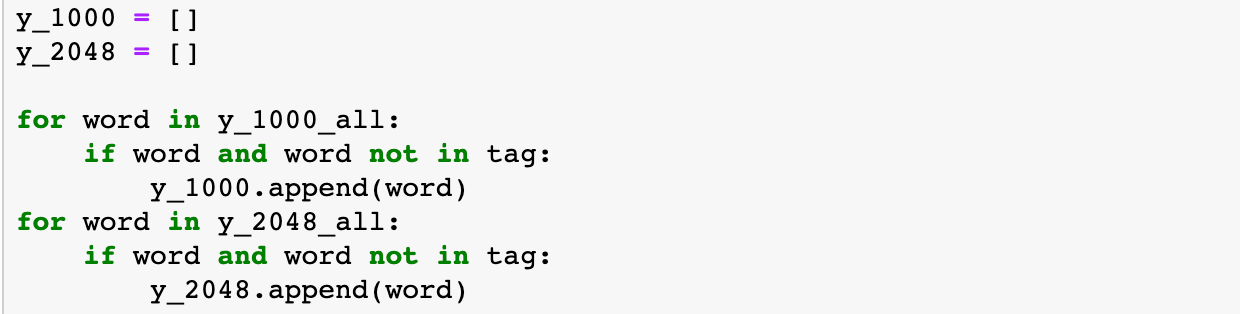 y_1000 = []
y_2048 = []

for word in y_1000_all:
    if word and word not in tag:
        y_1000.append(word)
for word in y_2048_all:
    if word and word not in tag:
        y_2048.append(word)